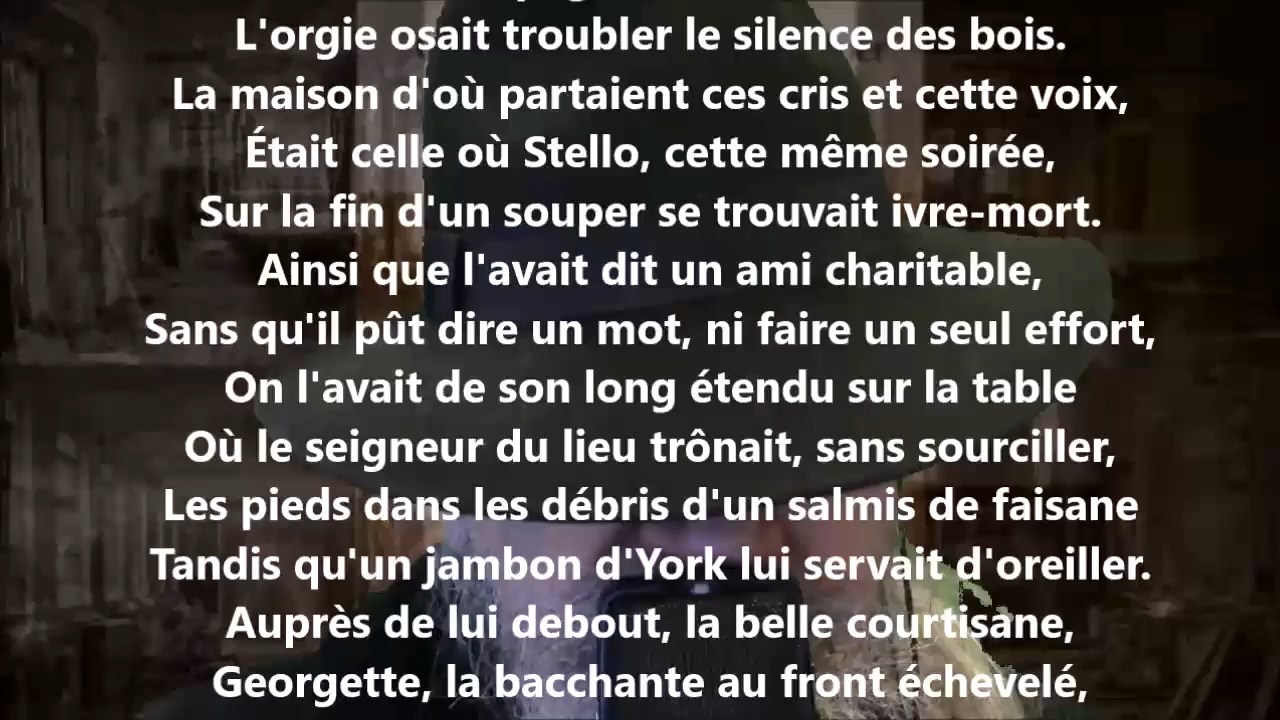 L'orgie osait troubler le silence des bois.
La maison d'où partaient ces cris et cette voix,
Était celle où Stello, cette même soirée,
Sur la fin d'un souper se trouvait ivre-mort.
Ainsi que l'avait dit un ami charitable,
Sans qu'il pût dire un mot, ni faire un seul effort,
On l'avait de son long étendu sur la table
Où le seigneur du lieu trônait, sans sourciller,
Les pieds dans les débris d'un salmis de faisane
Tandis qu'un jambon d'York lui servait d'oreiller.
Auprès de lui debout, la belle courtisane,
Georgette, la bacchante au front échevelé,